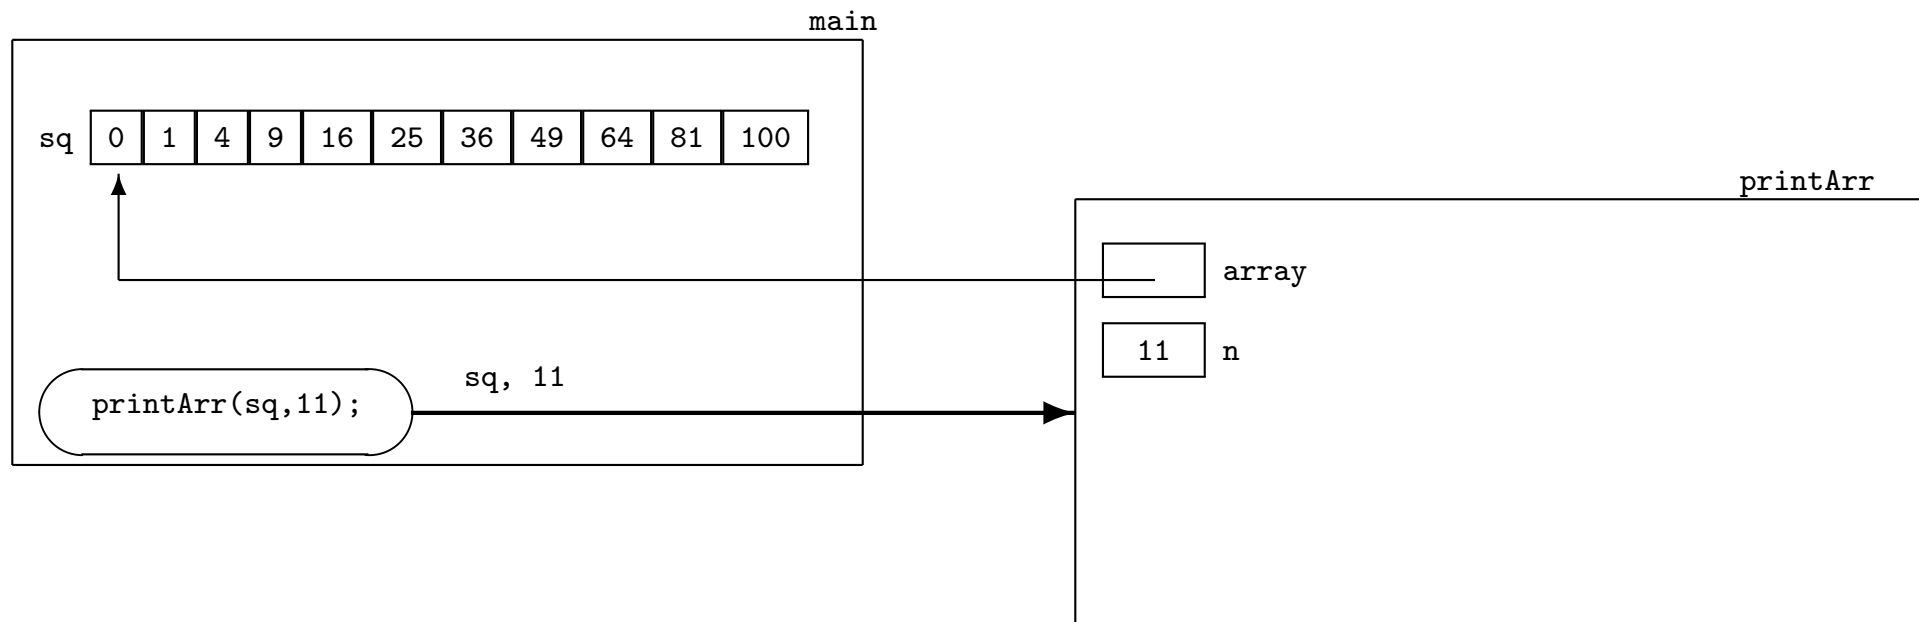 main
sq 0 1 4 9 16 25 36 49 64 81 100
printArr
array
11 n
sq, 11
printArr(sq,11);